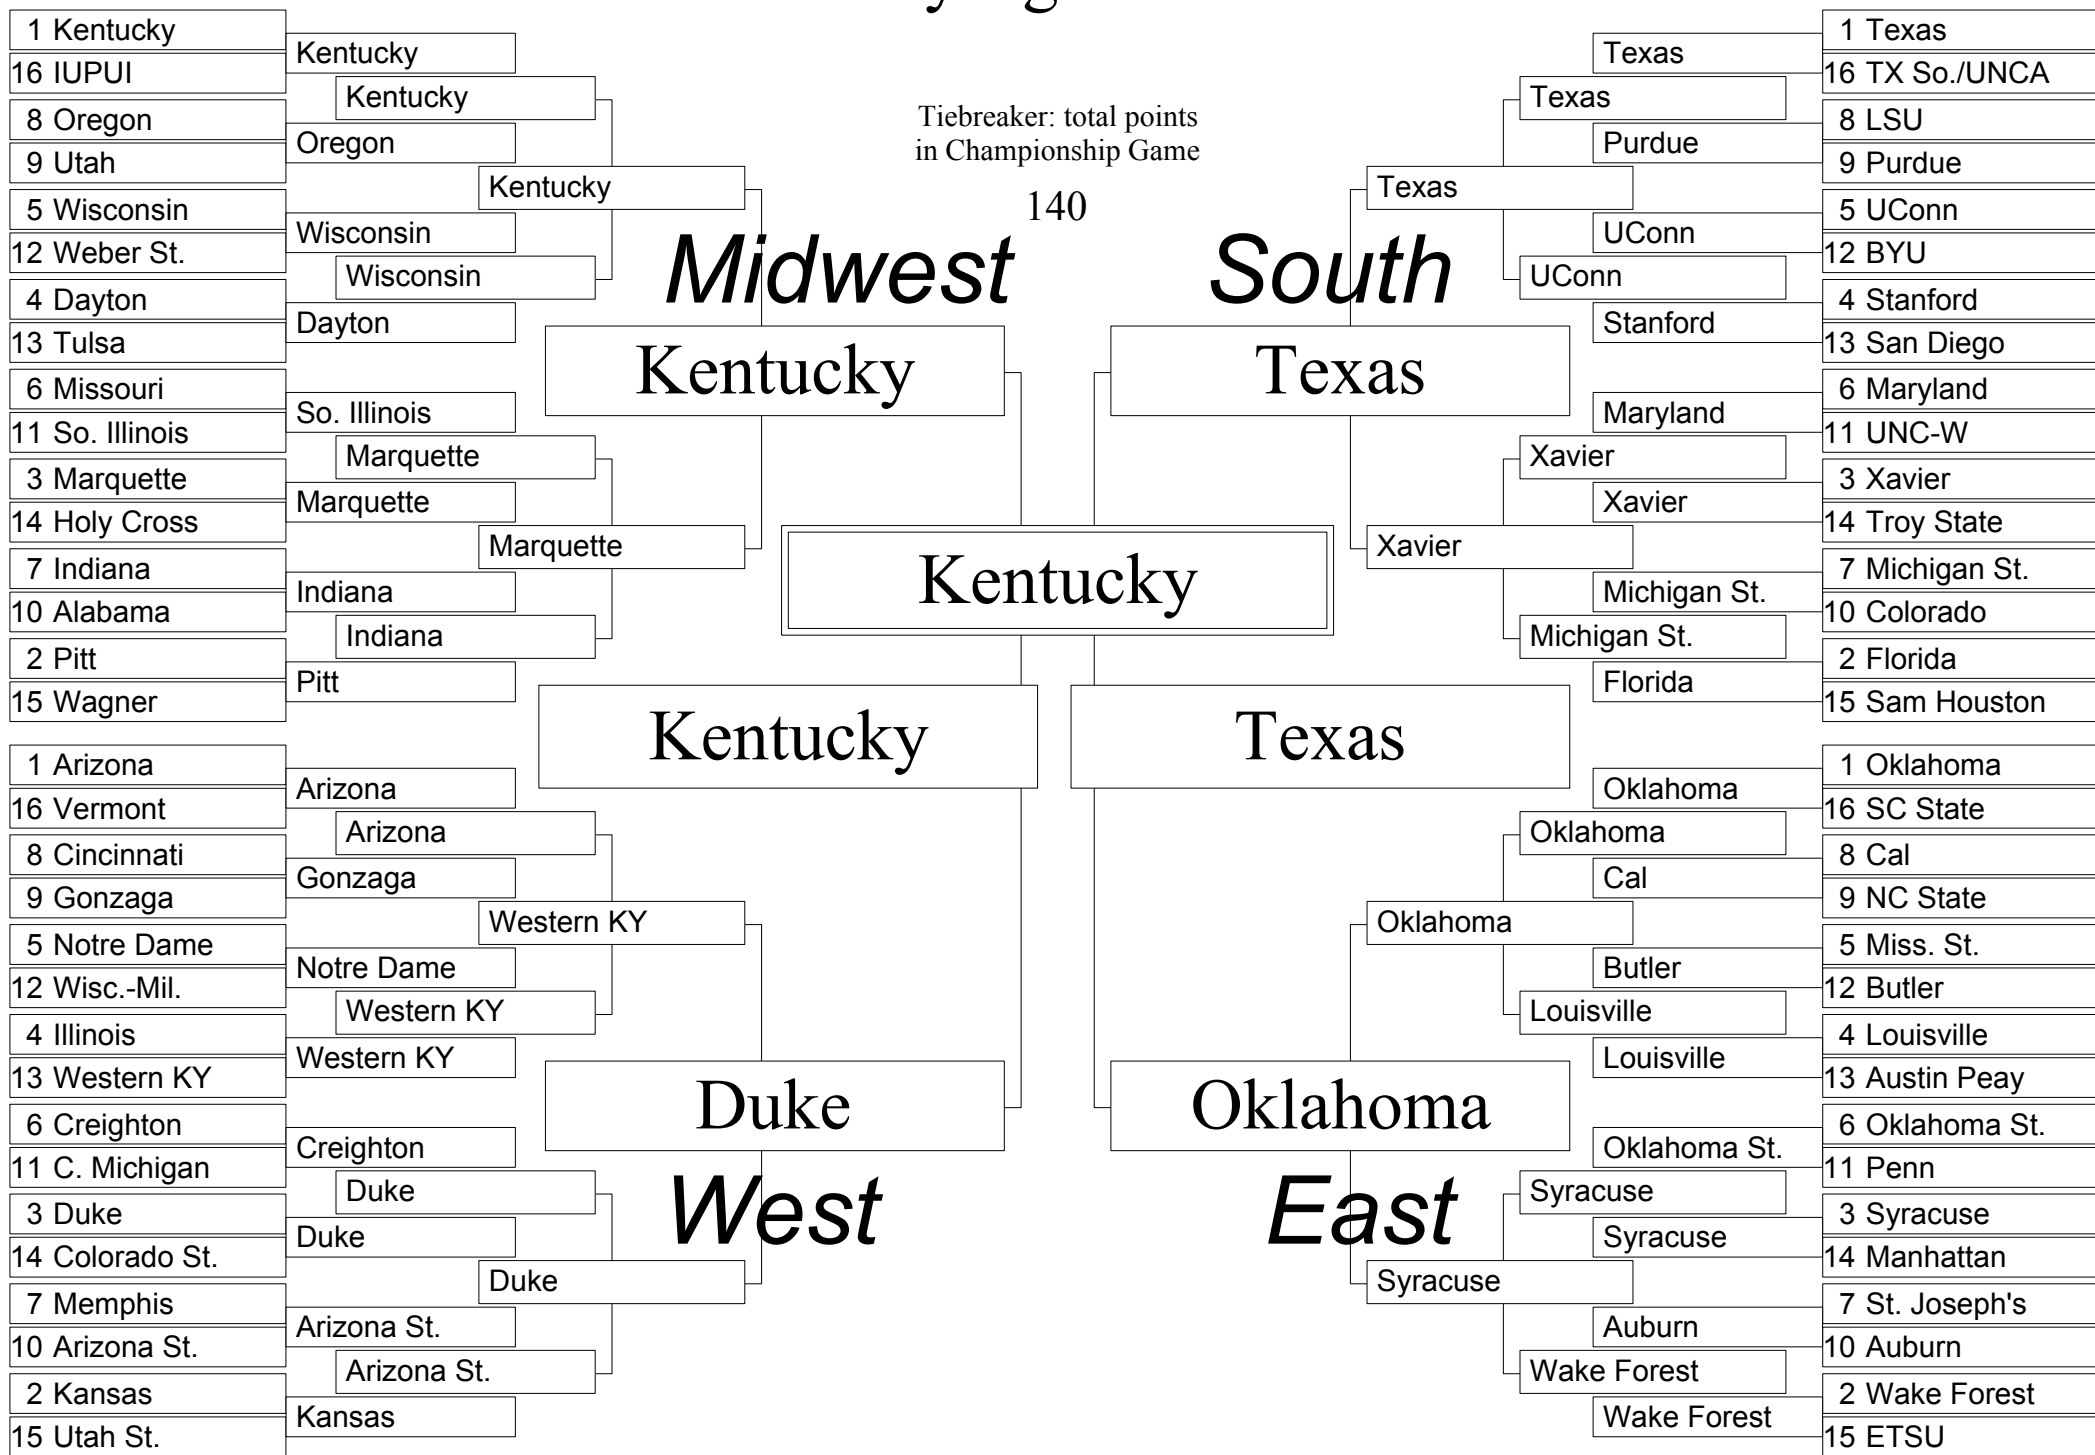 1 Kentucky
16 IUPUI
8 Oregon
9 Utah
5 Wisconsin
12 Weber St.
4 Dayton
13 Tulsa
6 Missouri
11 So. Illinois
3 Marquette
14 Holy Cross
7 Indiana
10 Alabama
2 Pitt
15 Wagner
Kentucky
Oregon
Wisconsin
Dayton
So. Illinois
Marquette
Indiana
Pitt
Kentucky
Wisconsin
Marquette
Indiana
Kentucky
Marquette
Midwest
Kentucky
1 Arizona
16 Vermont
8 Cincinnati
9 Gonzaga
5 Notre Dame
12 Wisc.-Mil.
4 Illinois
13 Western KY
6 Creighton
11 C. Michigan
3 Duke
14 Colorado St.
7 Memphis
10 Arizona St.
2 Kansas
15 Utah St.
Arizona
Gonzaga
Notre Dame
Western KY
Creighton
Duke
Arizona St.
Kansas
Arizona
Western KY
Duke
Arizona St.
Western KY
Duke
Duke
West
Tiebreaker: total points
in Championship Game
140
Kentucky
Kentucky
Texas
South
Texas
Texas
Xavier
Texas
UConn
Xavier
Michigan St.
Texas
Purdue
UConn
Stanford
Maryland
Xavier
Michigan St.
Florida
1 Texas
16 TX So./UNCA
8 LSU
9 Purdue
5 UConn
12 BYU
4 Stanford
13 San Diego
6 Maryland
11 UNC-W
3 Xavier
14 Troy State
7 Michigan St.
10 Colorado
2 Florida
15 Sam Houston
Oklahoma
East
Oklahoma
Syracuse
Oklahoma
Louisville
Syracuse
Wake Forest
Oklahoma
Cal
Butler
Louisville
Oklahoma St.
Syracuse
Auburn
Wake Forest
1 Oklahoma
16 SC State
8 Cal
9 NC State
5 Miss. St.
12 Butler
4 Louisville
13 Austin Peay
6 Oklahoma St.
11 Penn
3 Syracuse
14 Manhattan
7 St. Joseph's
10 Auburn
2 Wake Forest
15 ETSU